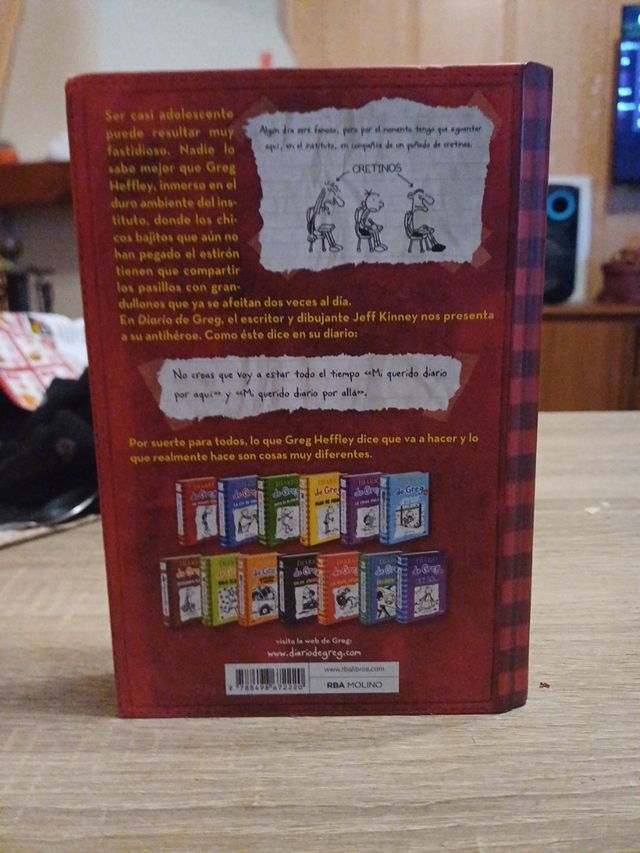 Ser casi adolescente
puede resultar muy
fastidioso. Nadie lo
sabe mejor que Greg
Heffley, inmerso en el
duro ambiente del ins-
tituto, donde los chi-
cos bajitos que aún no
han pegado el estirón
tienen que compartir
los pasillos con gran-
dullones que ya se afeitan dos veces al día.
Algún día seré famoso, pero por el momento tengo que aguantar
aquí, en el instituto, en compañía de un puñado de cretinos.
CRETINOS
En Diario de Greg, el escritor y dibujante Jeff Kinney nos presenta
a su antihéroe. Como éste dice en su diario:
No creas que voy a estar todo el tiempo «Mi querido diario
por aquí» y «Mi querido diario por allá».
Por suerte para todos, lo que Greg Heffley dice que va a hacer y lo
que realmente hace son cosas muy diferentes.
visita la web de Greg:
www.diariodegreg.com
www.rbalibros.com
RBA MOLINO
9 788498 672220